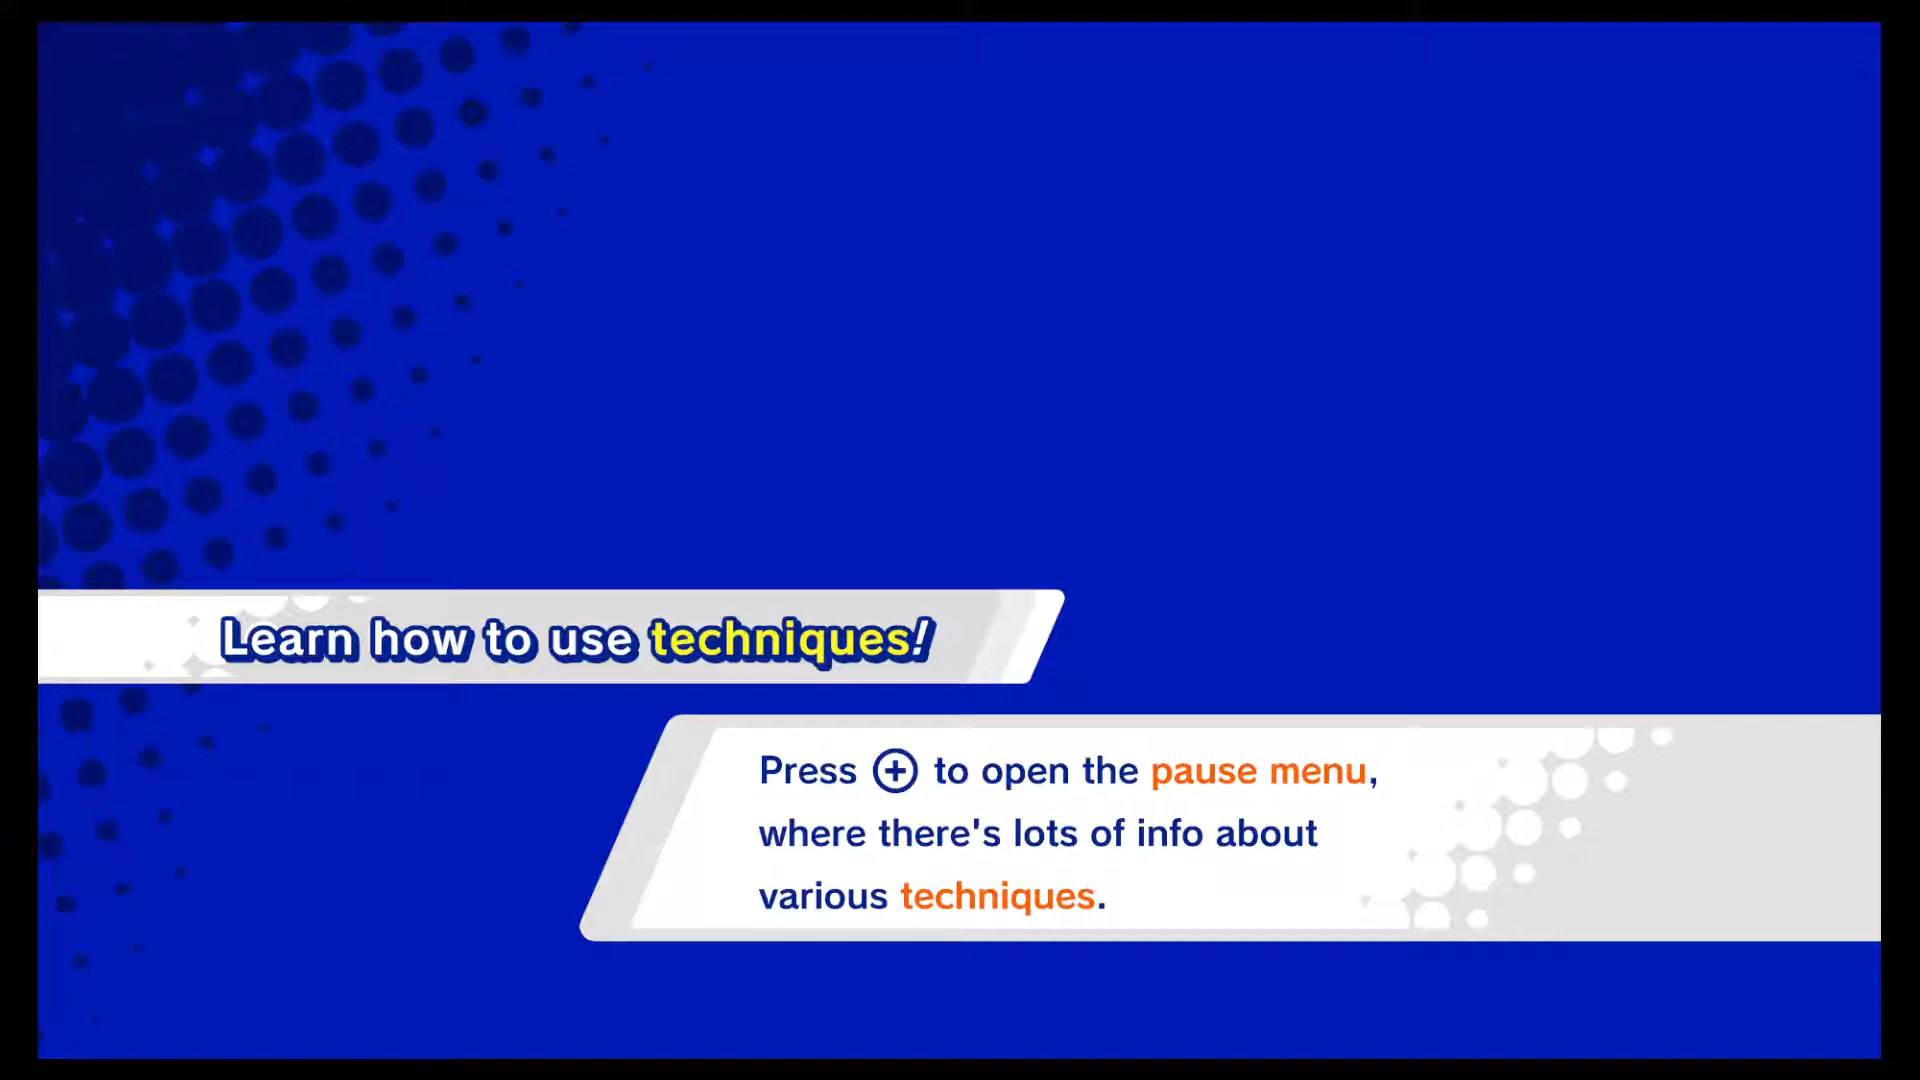 Learn how to use techniques!
Press ⊕ to open the pause menu,
where there's lots of info about
various techniques.